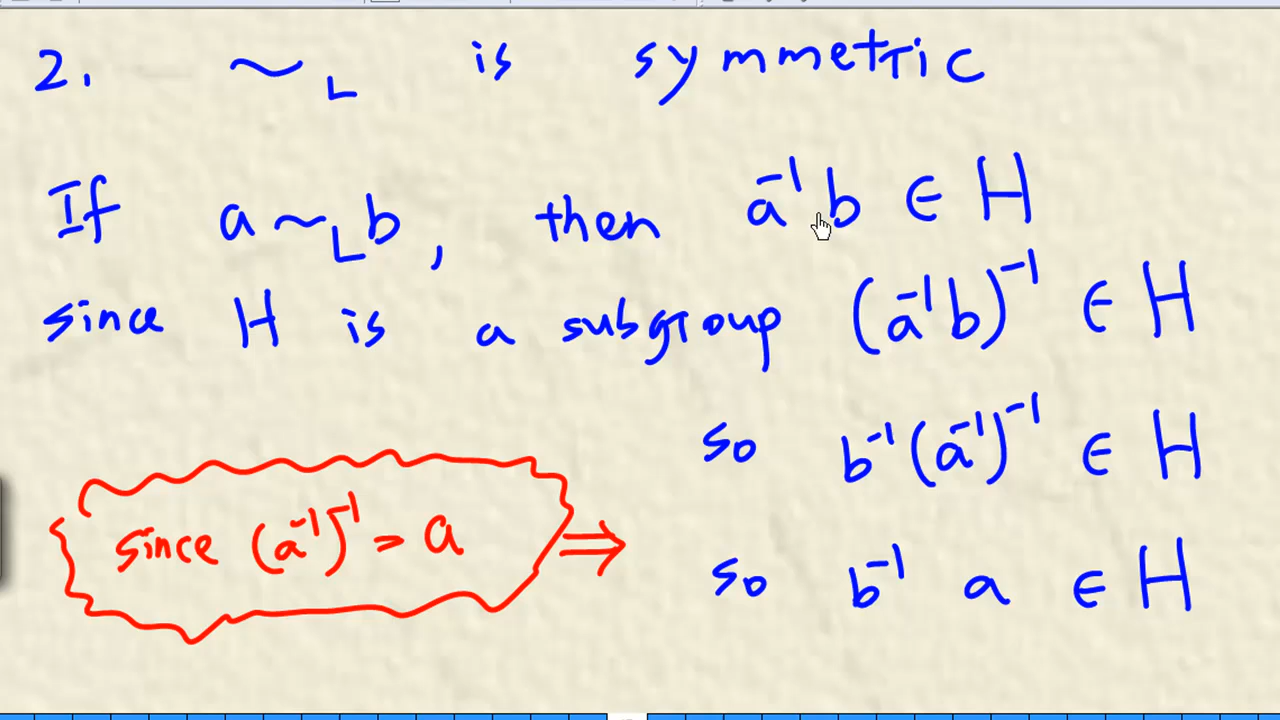 2. ~L is symmetric
If a ~L b, then a⁻¹b ∈ H
since H is a subgroup (a⁻¹b)⁻¹ ∈ H
so b⁻¹(a⁻¹)⁻¹ ∈ H
since (a⁻¹)⁻¹ = a ⇒
so b⁻¹ a ∈ H